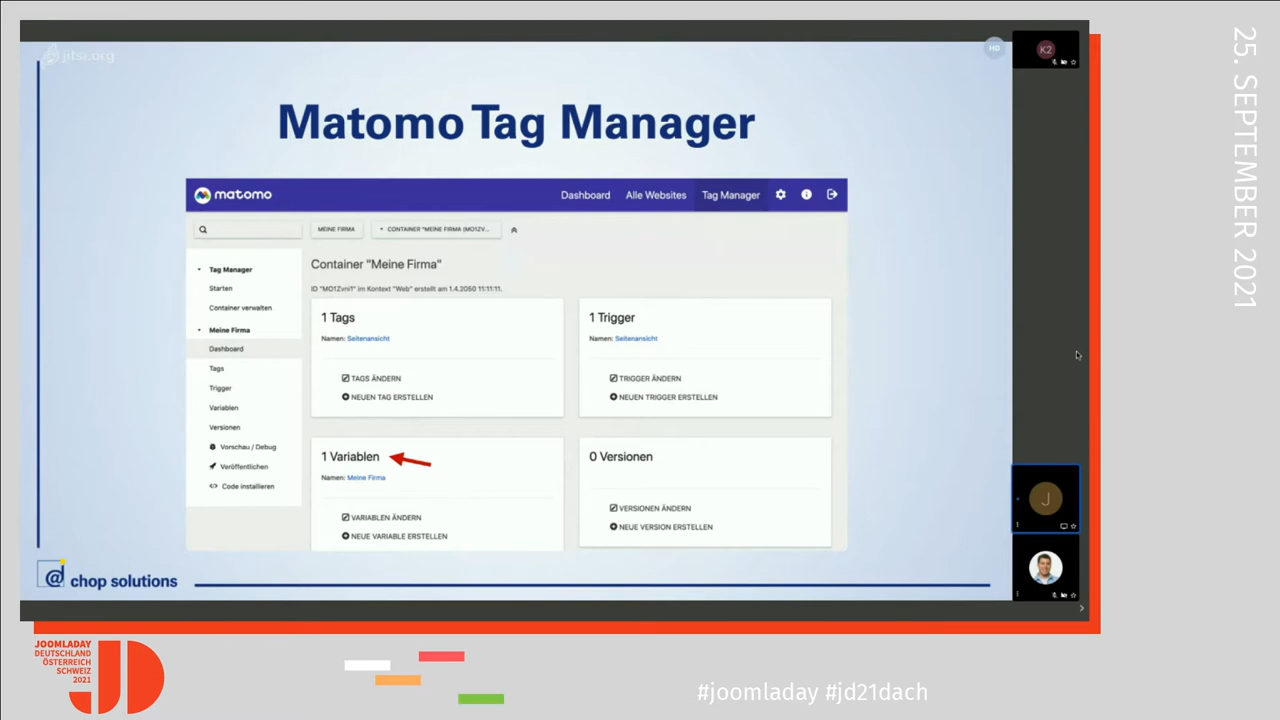 jitsi.org
HD
K2
25. SEPTEMBER 2021
Matomo Tag Manager
matomo
Dashboard
Alle Websites
Tag Manager
MEINE FIRMA
CONTAINER "MEINE FIRMA (MO1ZV...
Tag Manager
Starten
Container verwalten
Meine Firma
Dashboard
Tags
Trigger
Variablen
Versionen
Vorschau / Debug
Veröffentlichen
Code installieren
Container "Meine Firma"
ID "MO1Zvni1" im Kontext "Web" erstellt am 1.4.2050 11:11:11.
1 Tags
Namen: Seitenansicht
TAGS ÄNDERN
NEUEN TAG ERSTELLEN
1 Trigger
Namen: Seitenansicht
TRIGGER ÄNDERN
NEUEN TRIGGER ERSTELLEN
1 Variablen
Namen: Meine Firma
VARIABLEN ÄNDERN
NEUE VARIABLE ERSTELLEN
0 Versionen
VERSIONEN ÄNDERN
NEUE VERSION ERSTELLEN
J
@ chop solutions
JOOMLADAY
DEUTSCHLAND
ÖSTERREICH
SCHWEIZ
2021
JD
#joomladay #jd21dach